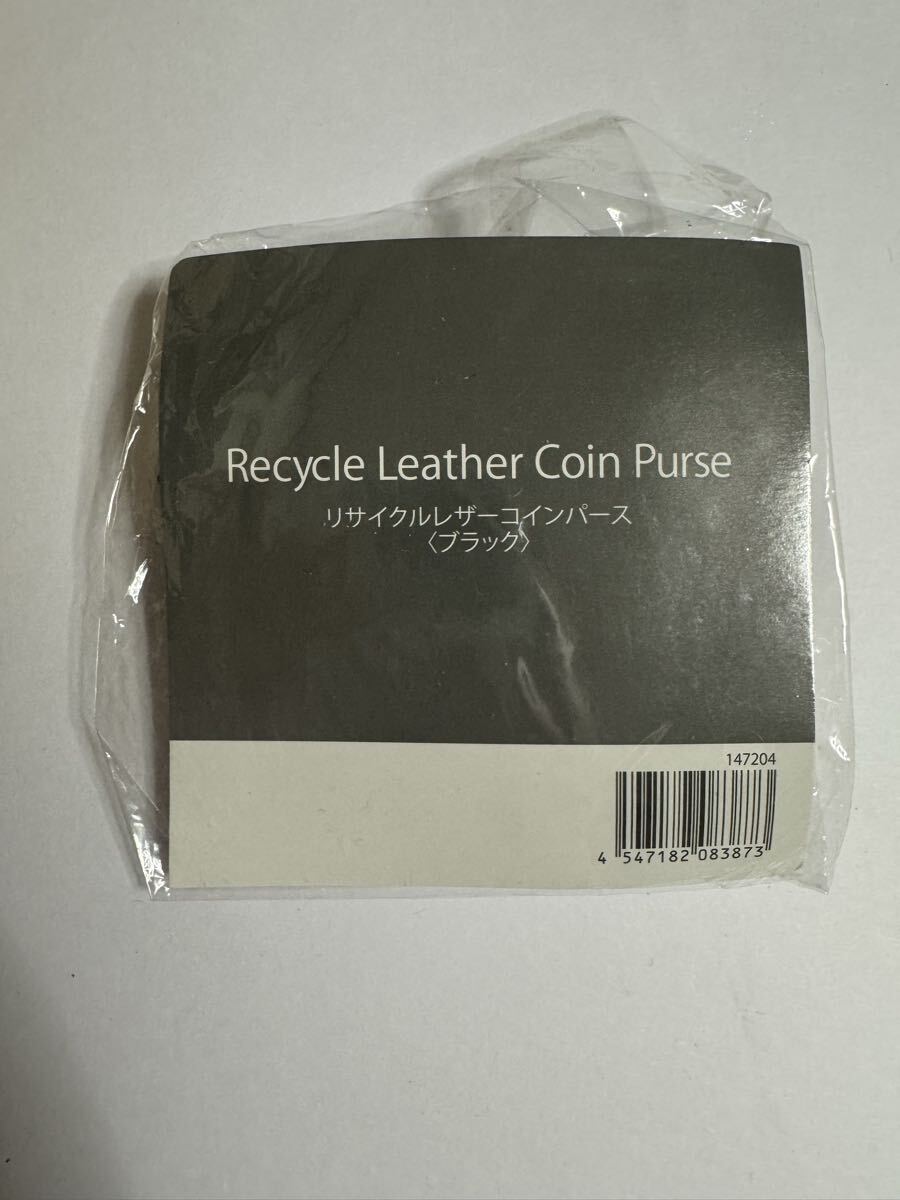 Recycle Leather Coin Purse
リサイクルレザーコインパース
〈ブラック〉
147204
4 547182 083873